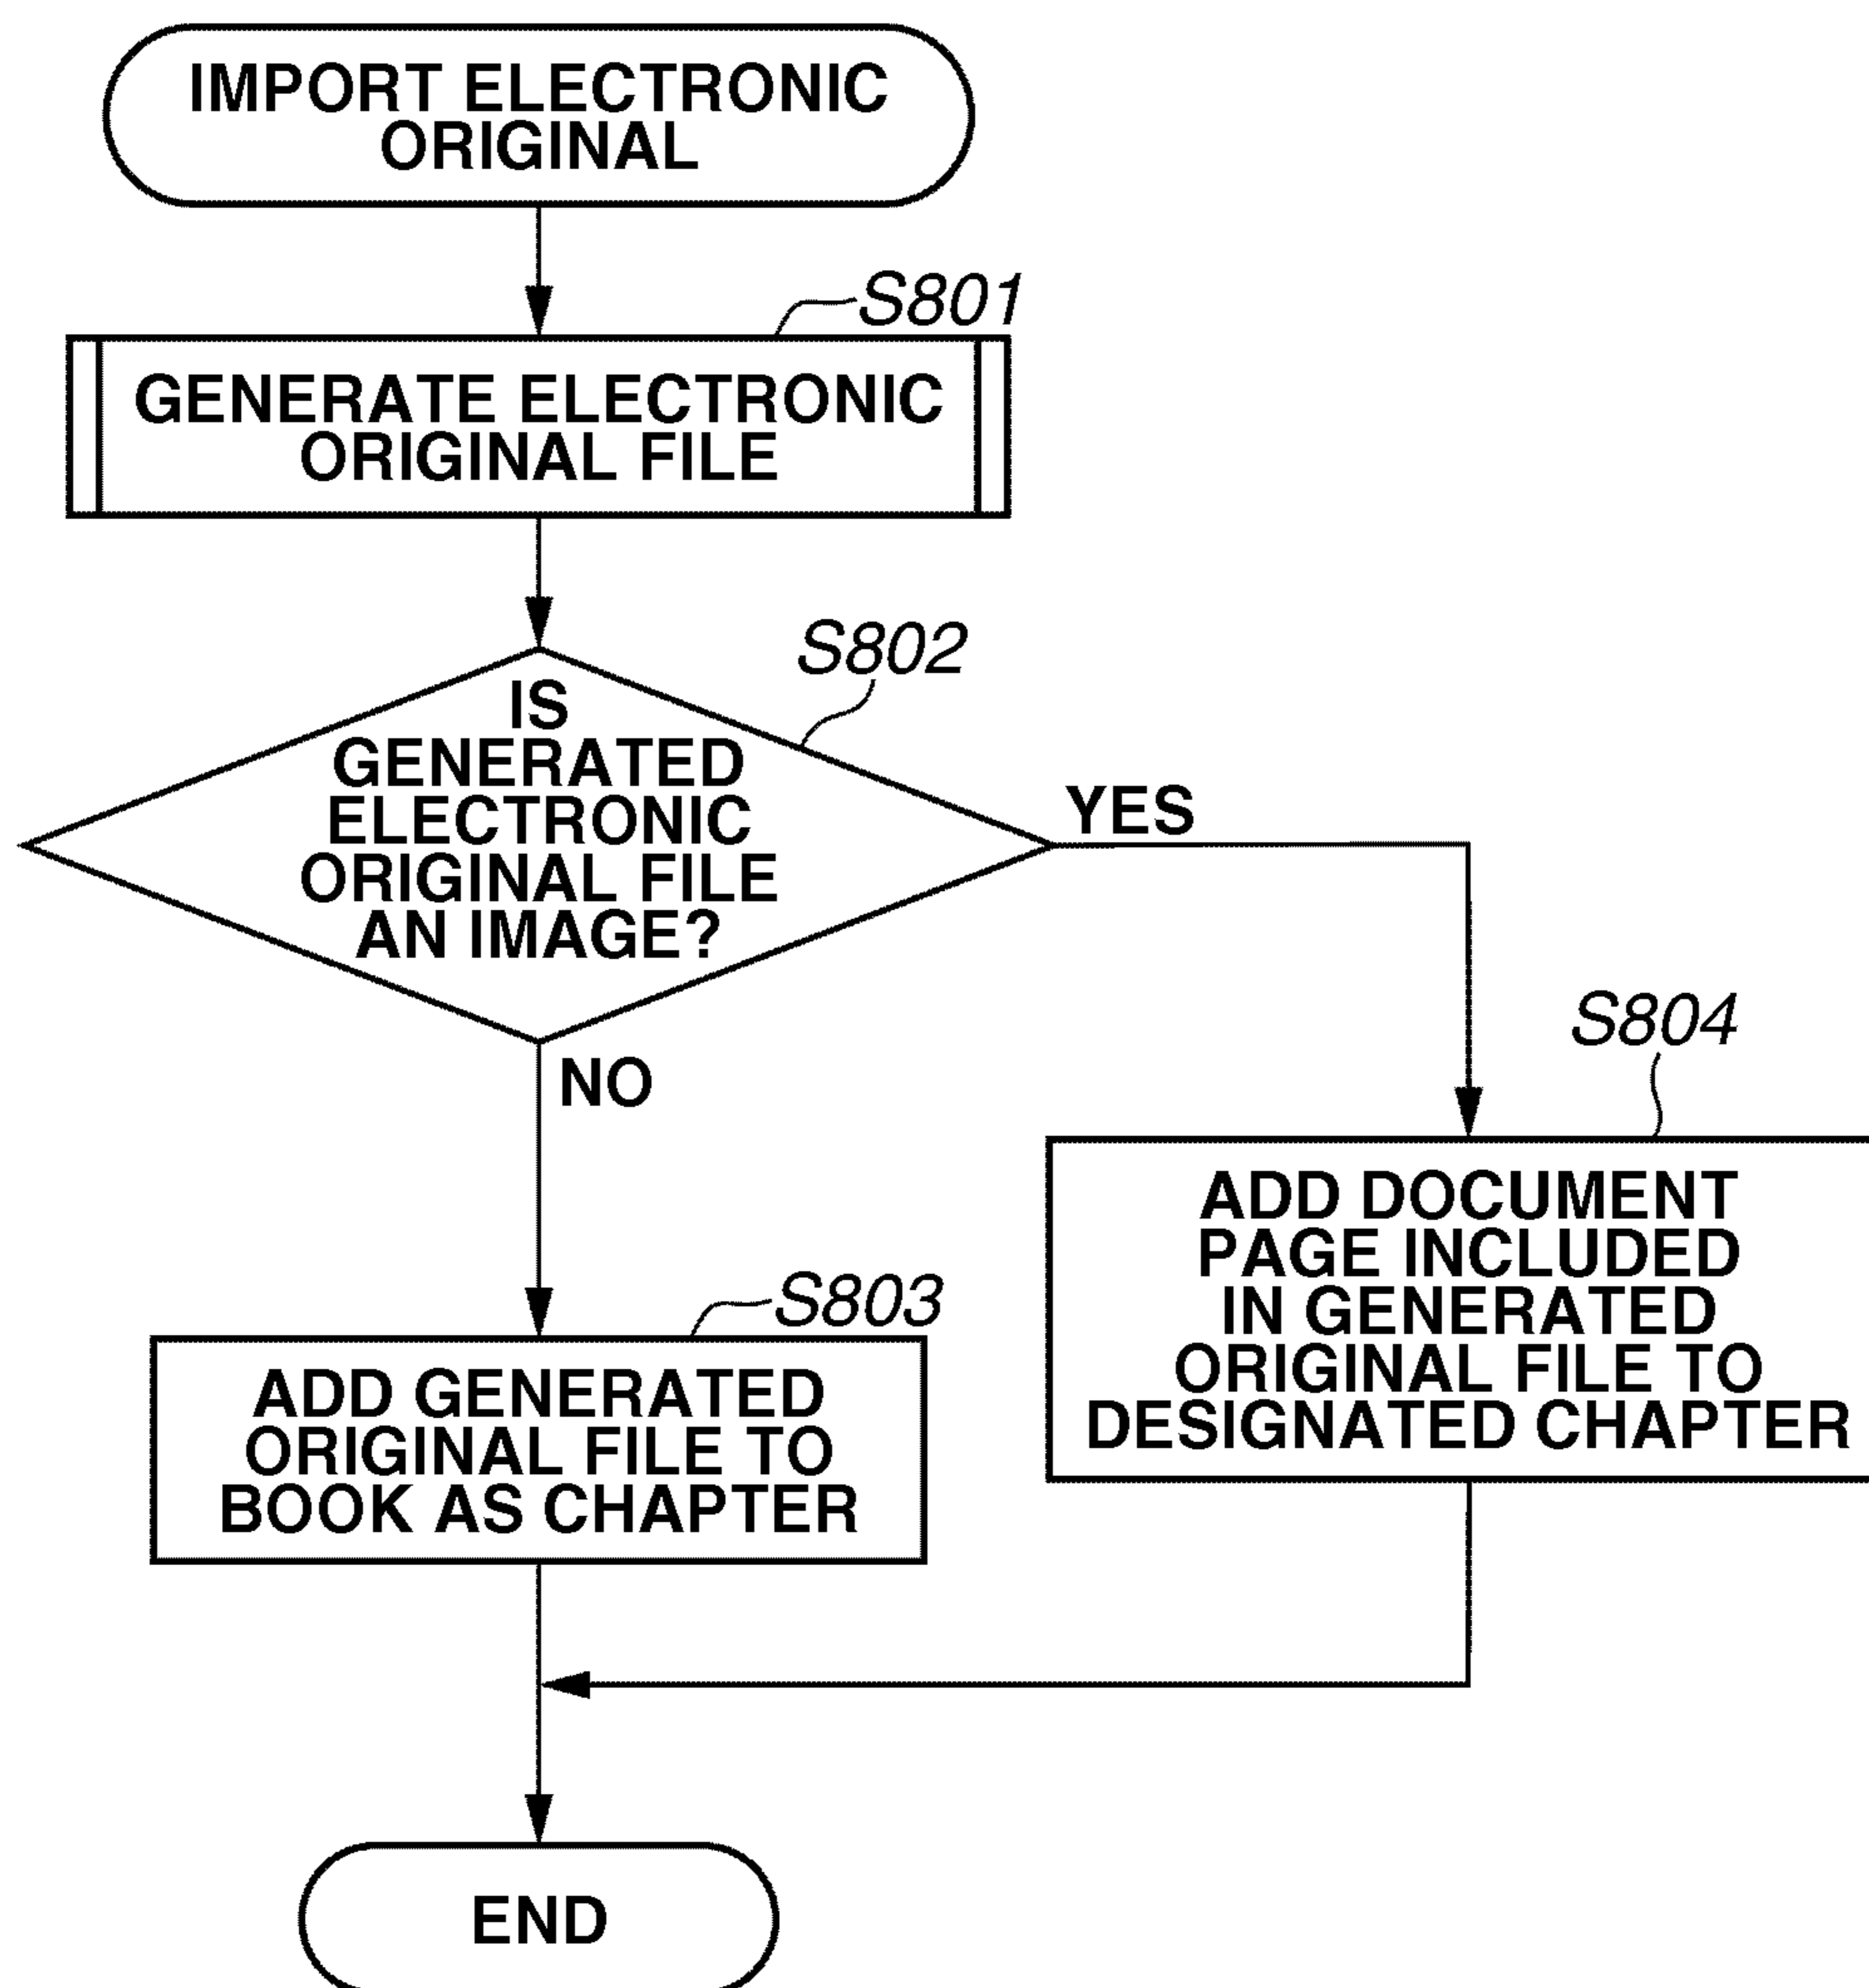 IMPORT ELECTRONIC
ORIGINAL
S801
GENERATE ELECTRONIC
ORIGINAL FILE
S802
IS
GENERATED
ELECTRONIC
ORIGINAL FILE
AN IMAGE?
YES
NO
S804
ADD DOCUMENT
PAGE INCLUDED
IN GENERATED
ORIGINAL FILE TO
DESIGNATED CHAPTER
S803
ADD GENERATED
ORIGINAL FILE TO
BOOK AS CHAPTER
END